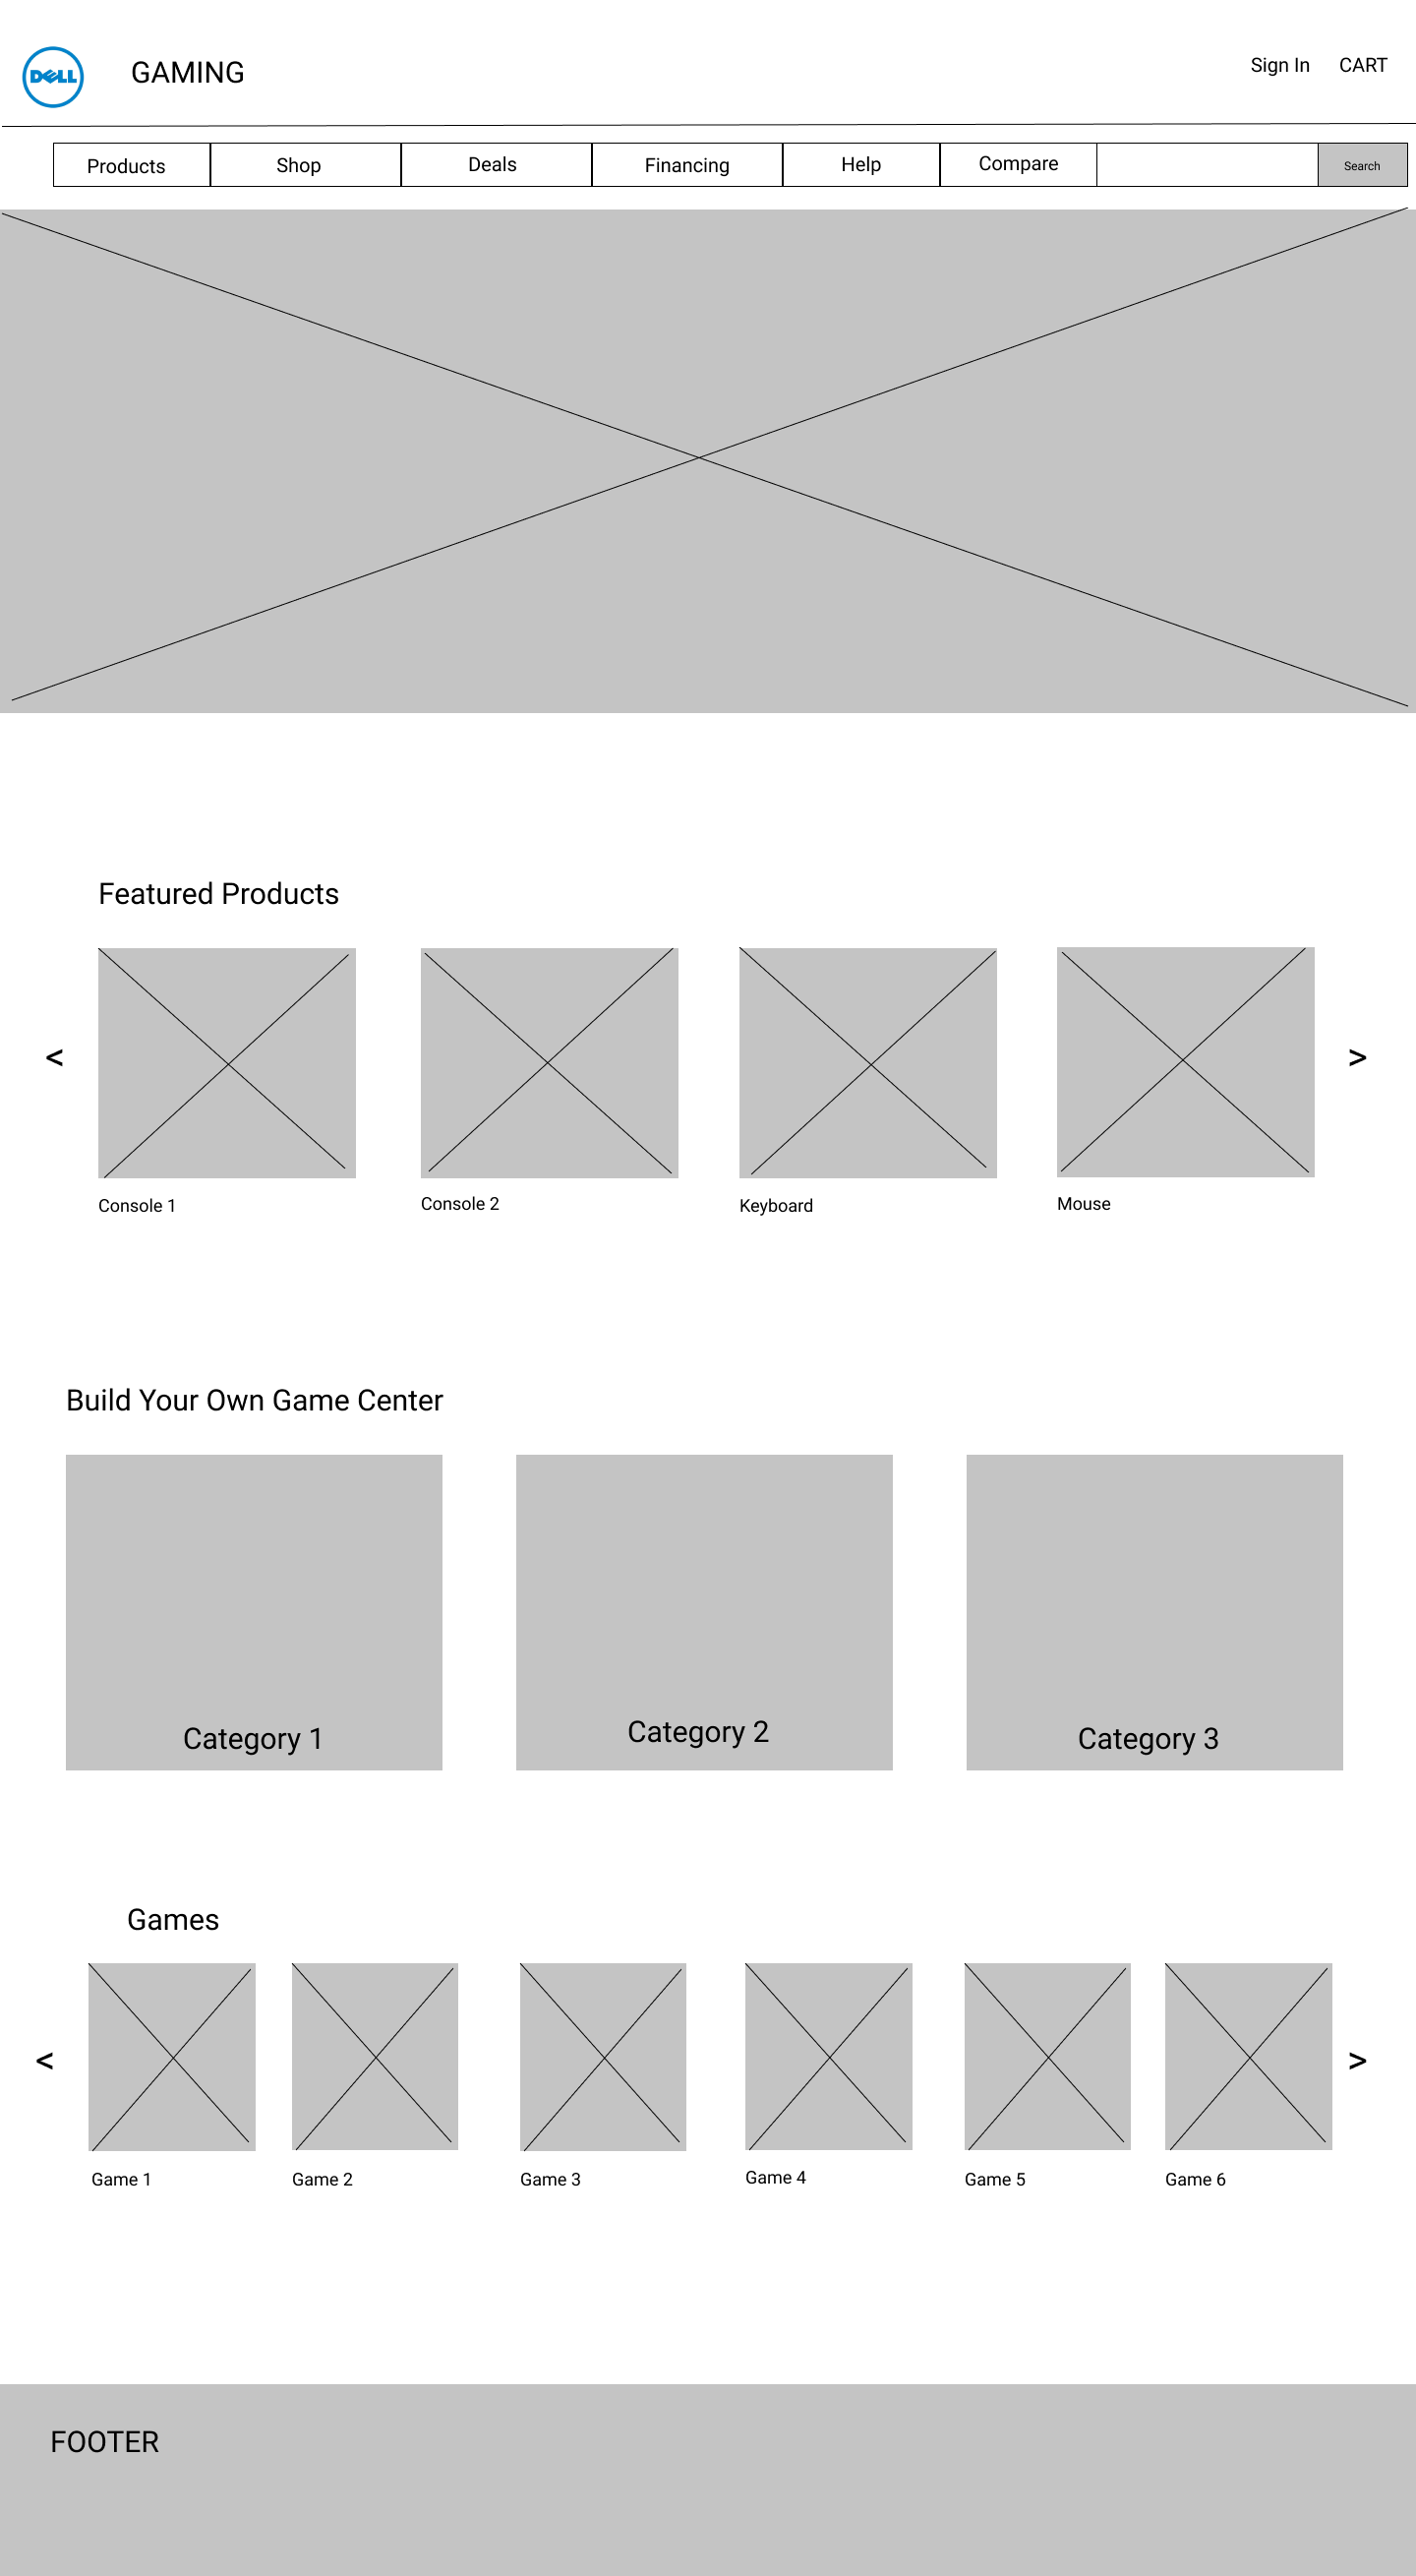 DELL
GAMING
Sign In CART
Products Shop Deals Financing Help Compare Search
Featured Products
< >
Console 1 Console 2 Keyboard Mouse
Build Your Own Game Center
Category 1 Category 2 Category 3
Games
< >
Game 1 Game 2 Game 3 Game 4 Game 5 Game 6
FOOTER